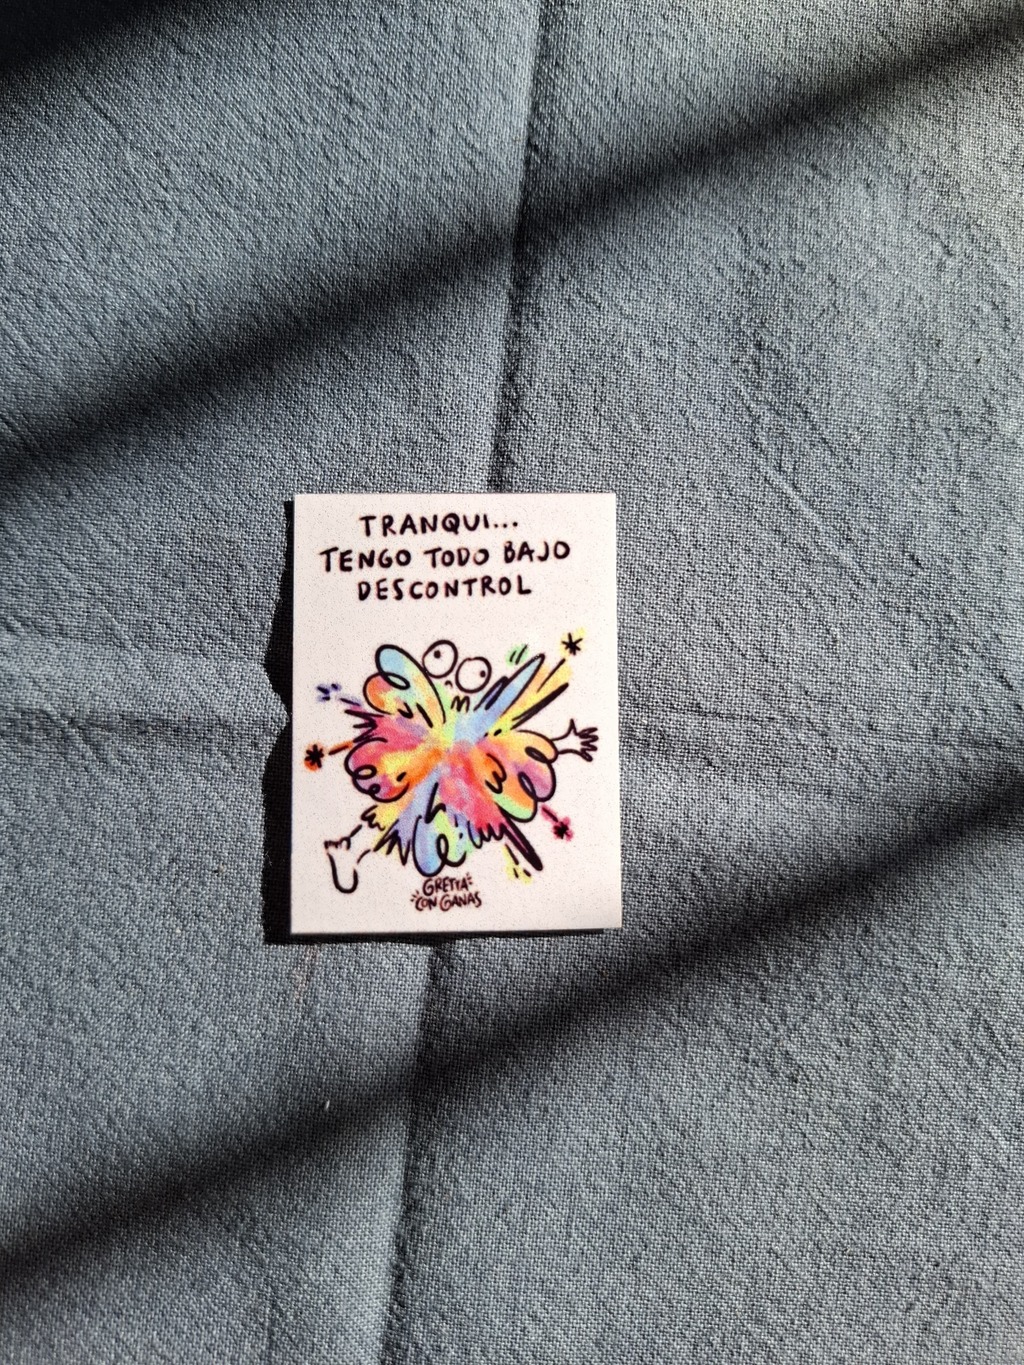 TRANQUI...
TENGO TODO BAJO
DESCONTROL
GRETTA
CON GANAS